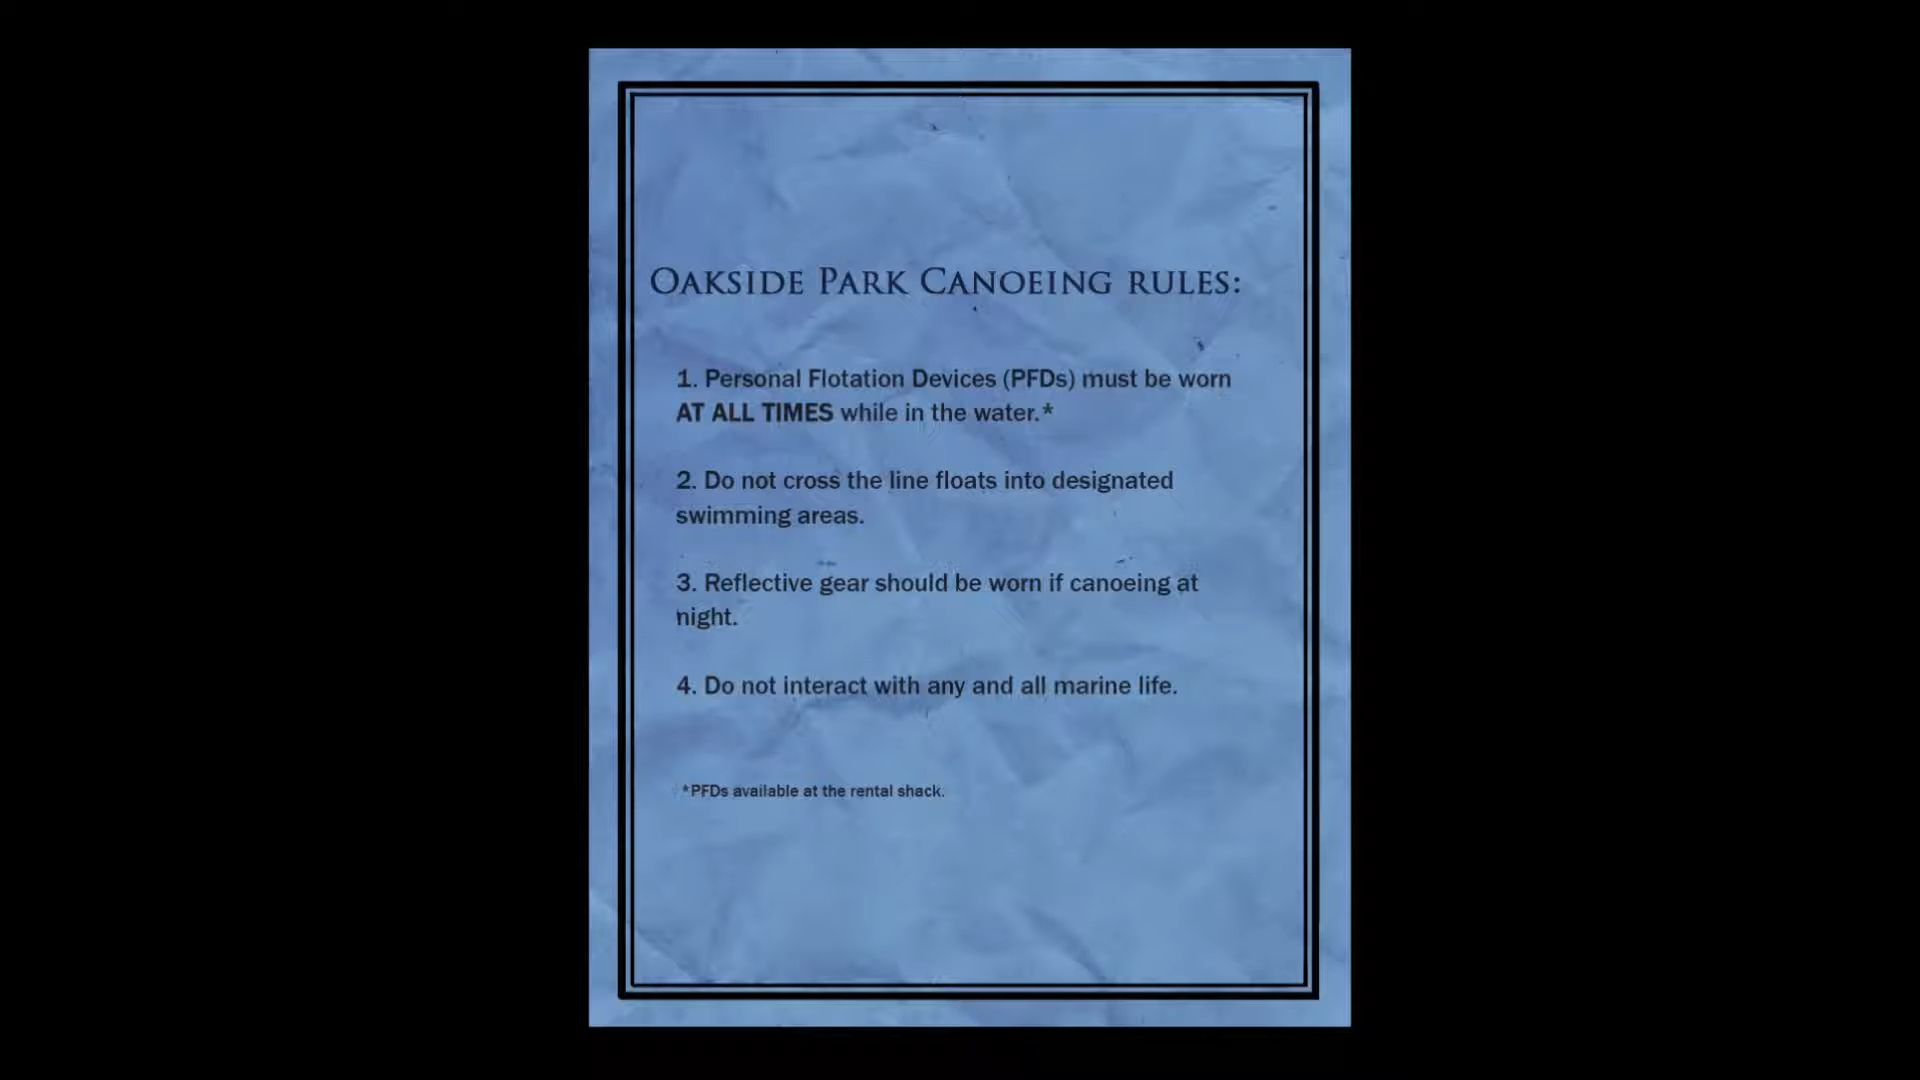 OAKSIDE PARK CANOEING RULES:
1. Personal Flotation Devices (PFDs) must be worn
AT ALL TIMES while in the water.*
2. Do not cross the line floats into designated
swimming areas.
3. Reflective gear should be worn if canoeing at
night.
4. Do not interact with any and all marine life.
*PFDs available at the rental shack.